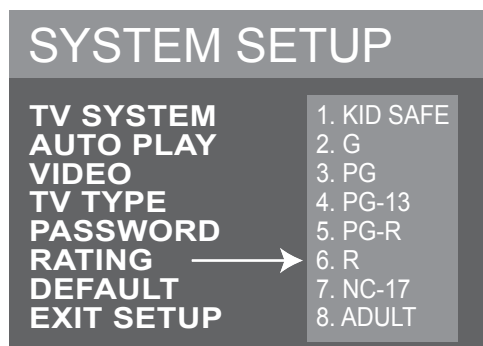 SYSTEM SETUP
TV SYSTEM
AUTO PLAY
VIDEO
TV TYPE
PASSWORD
RATING
DEFAULT
EXIT SETUP
1. KID SAFE
2. G
3. PG
4. PG-13
5. PG-R
6. R
7. NC-17
8. ADULT